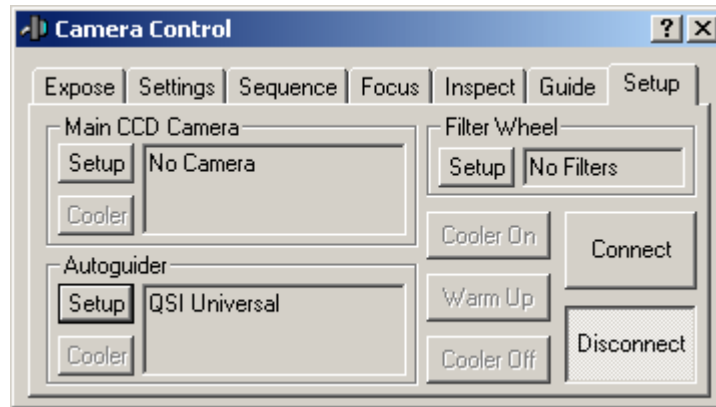 Camera Control
? X
Expose Settings Sequence Focus Inspect Guide Setup
Main CCD Camera
Setup No Camera
Cooler
Filter Wheel
Setup No Filters
Autoguider
Setup QSI Universal
Cooler
Cooler On
Warm Up
Cooler Off
Connect
Disconnect